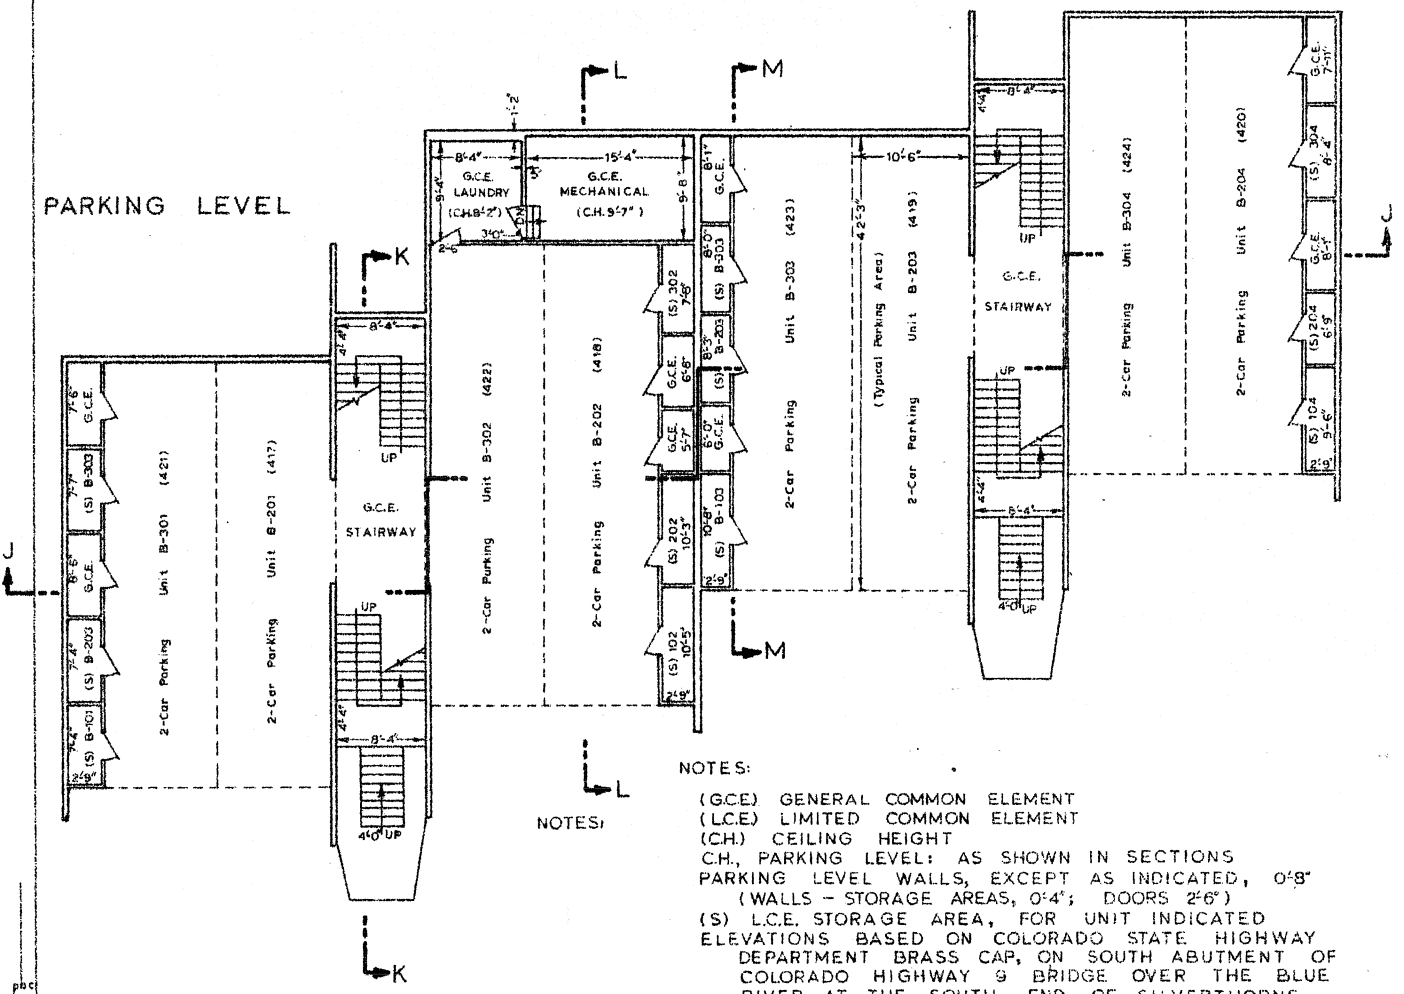 PARKING LEVEL
L
M
K
J
J
K
L
M
1'-2"
8'-4"
G.C.E.
LAUNDRY
(C.H.8'-2")
9'-4"
3'-0"
2'-6"
DN
15'-4"
G.C.E.
MECHANICAL
(C.H. 9'-7")
9'-8"
7'-6"
G.C.E.
7'-7"
(S) B-303
8'-6"
G.C.E.
7'-4"
(S) B-203
7'-4"
(S) B-101
2'-9"
2-Car Parking Unit B-301 (421)
2-Car Parking Unit B-201 (417)
8'-4"
4'-4"
UP
G.C.E.
STAIRWAY
UP
4'-4"
8'-4"
4'-0" UP
2-Car Parking Unit B-302 (422)
2-Car Parking Unit B-202 (418)
(S) 302
7'-8"
G.C.E.
6'-8"
G.C.E.
5'-7"
(S) 202
10'-3"
(S) 102
10'-5"
2'-9"
8'-1"
G.C.E.
8'-0"
(S) B-303
8'-3"
(S) B-203
6'-0"
G.C.E.
10'-8"
(S) B-103
2'-9"
2-Car Parking Unit B-303 (423)
10'-6"
42'-3"
(Typical Parking Area)
2-Car Parking Unit B-203 (419)
4'-4"
8'-4"
UP
G.C.E.
STAIRWAY
UP
4'-4"
8'-4"
4'-0" UP
2-Car Parking Unit B-304 (424)
2-Car Parking Unit B-204 (420)
G.C.E.
7'-11"
(S) 304
8'-4"
G.C.E.
8'-1"
(S) 204
6'-9"
(S) 104
9'-6"
2'-9"
NOTES:
NOTES:
(G.C.E.) GENERAL COMMON ELEMENT
(L.C.E.) LIMITED COMMON ELEMENT
(C.H.) CEILING HEIGHT
C.H., PARKING LEVEL: AS SHOWN IN SECTIONS
PARKING LEVEL WALLS, EXCEPT AS INDICATED, 0'-8"
(WALLS - STORAGE AREAS, 0'-4"; DOORS 2'-6")
(S) L.C.E. STORAGE AREA, FOR UNIT INDICATED
ELEVATIONS BASED ON COLORADO STATE HIGHWAY
DEPARTMENT BRASS CAP, ON SOUTH ABUTMENT OF
COLORADO HIGHWAY 9 BRIDGE OVER THE BLUE
RIVER AT THE SOUTH END OF SILVERTHORNE